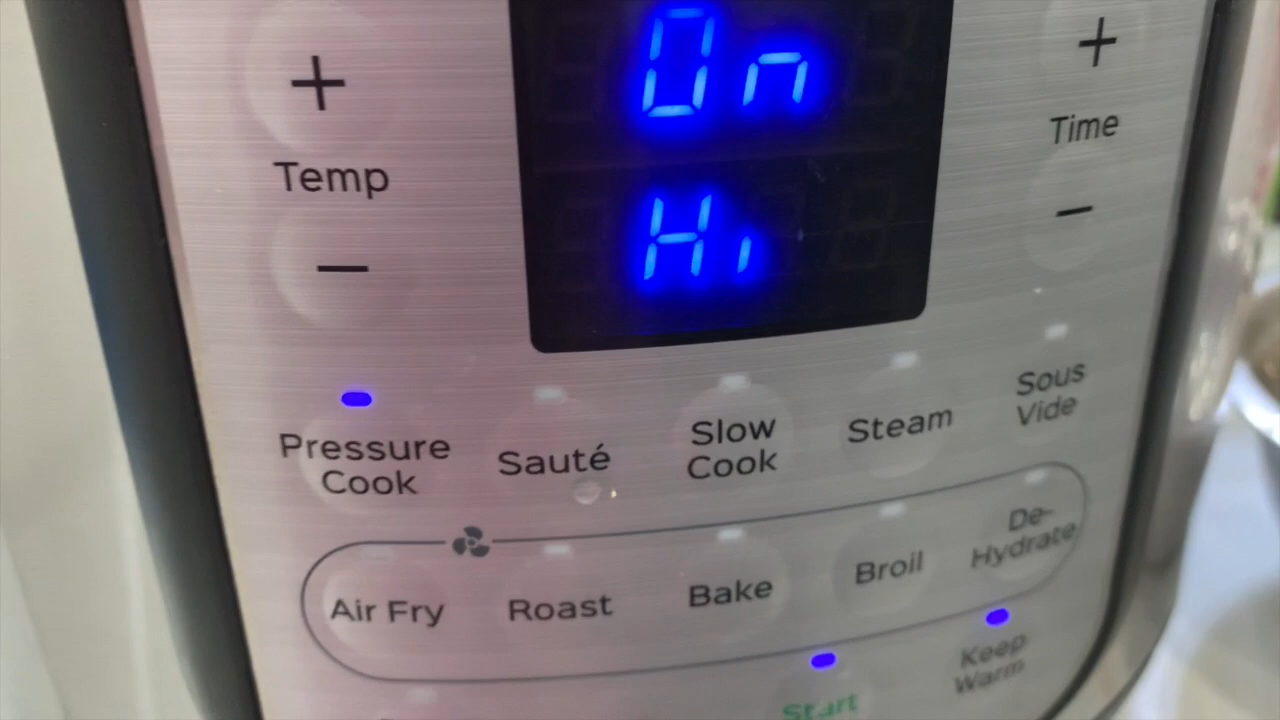 +
On
+
Temp
Time
−
Hi
−
Pressure
Cook
Sauté
Slow
Cook
Steam
Sous
Vide
Air Fry
Roast
Bake
Broil
De-
Hydrate
Start
Keep
Warm